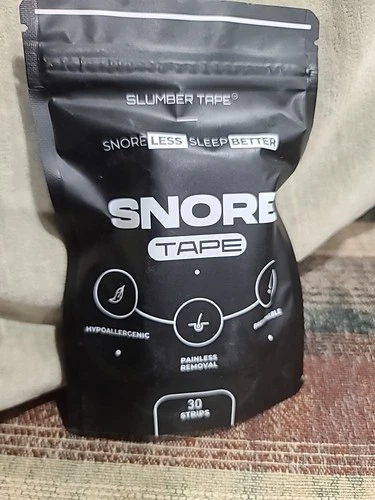 SLUMBER TAPE
SNORE LESS SLEEP BETTER
SNORE
TAPE
HYPOALLERGENIC
PAINLESS
REMOVAL
30
STRIPS